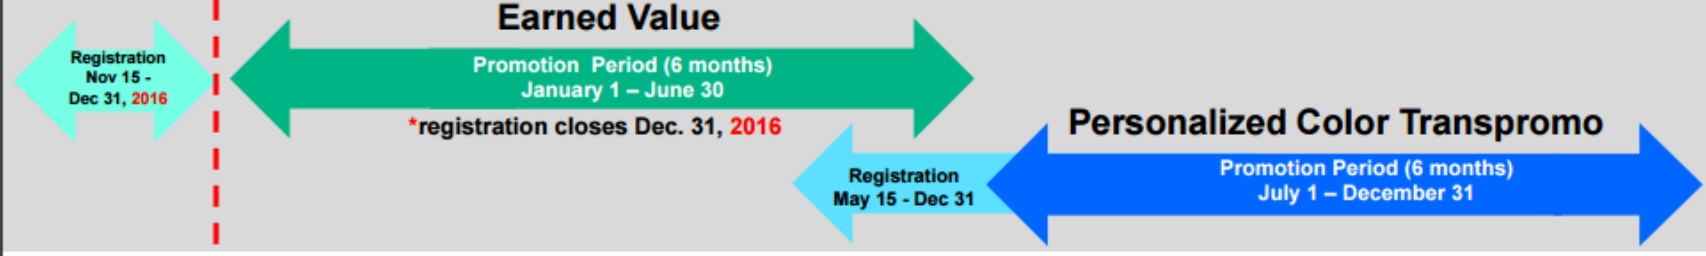 Earned Value
Registration
Nov 15 -
Dec 31, 2016
Promotion Period (6 months)
January 1 – June 30
*registration closes Dec. 31, 2016
Personalized Color Transpromo
Registration
May 15 - Dec 31
Promotion Period (6 months)
July 1 – December 31